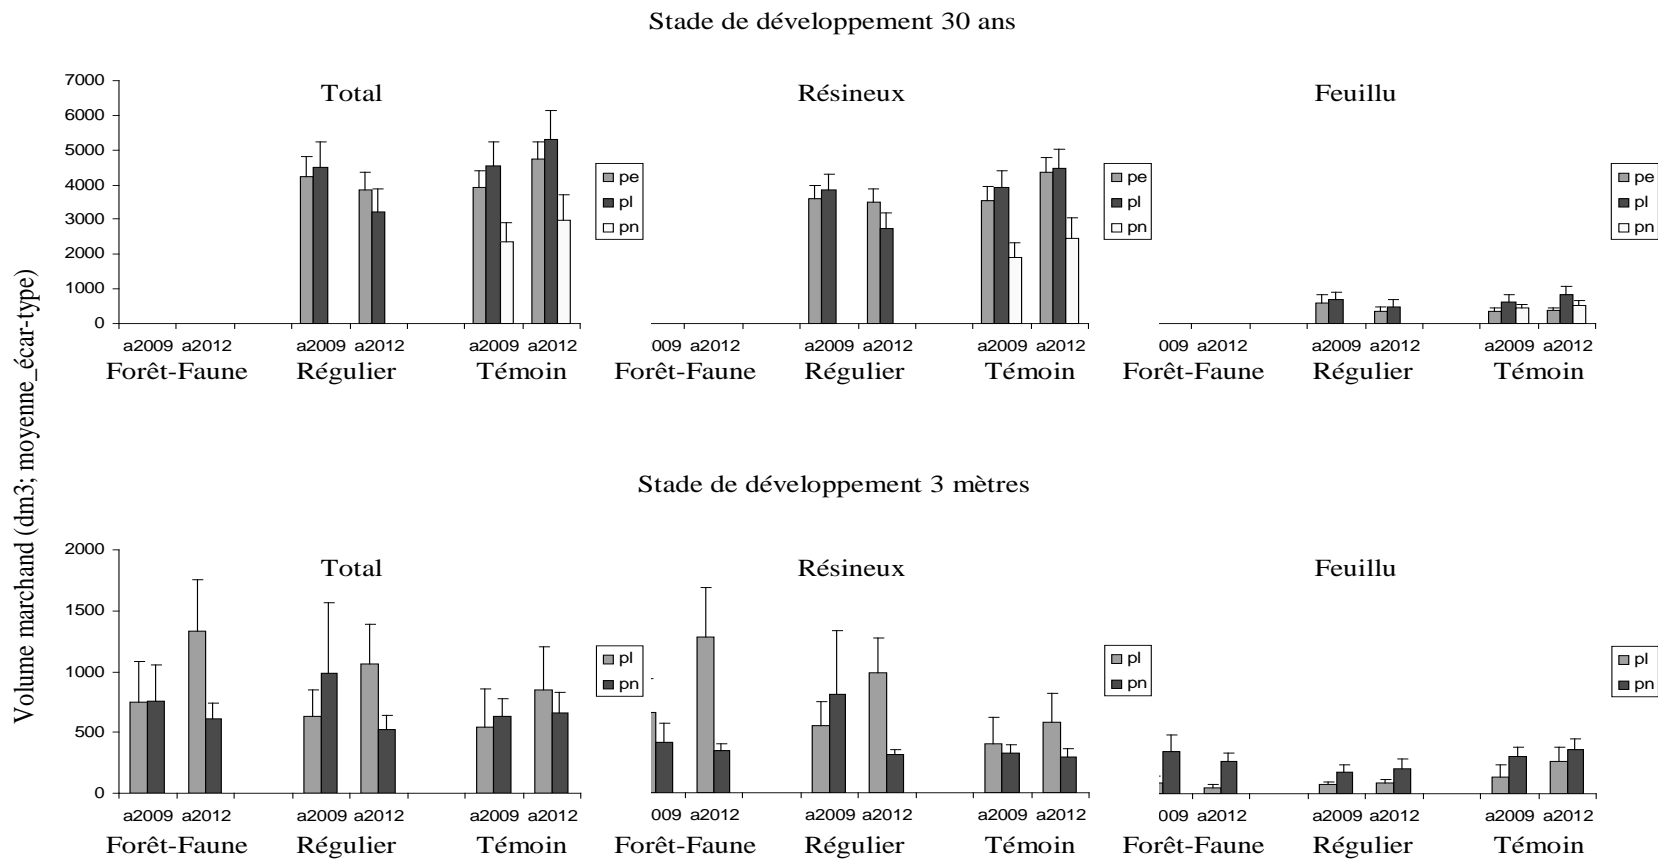 Stade de développement 30 ans
Volume marchand (dm3; moyenne_écar-type)
Total
Résineux
Feuillu
7000
6000
5000
4000
3000
2000
1000
0
pe
pl
pn
pe
pl
pn
pe
pl
pn
a2009 a2012 a2009 a2012 a2009 a2012
Forêt-Faune Régulier Témoin
009 a2012 a2009 a2012 a2009 a2012
Forêt-Faune Régulier Témoin
009 a2012 a2009 a2012 a2009 a2012
Forêt-Faune Régulier Témoin
Stade de développement 3 mètres
Total
Résineux
Feuillu
2000
1500
1000
500
0
pl
pn
pl
pn
pl
pn
a2009 a2012 a2009 a2012 a2009 a2012
Forêt-Faune Régulier Témoin
009 a2012 a2009 a2012 a2009 a2012
Forêt-Faune Régulier Témoin
009 a2012 a2009 a2012 a2009 a2012
Forêt-Faune Régulier Témoin